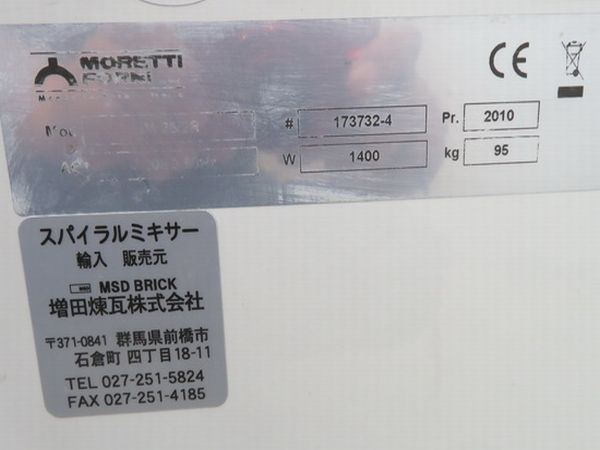 MORETTI
FORNI
# 173732-4 Pr. 2010
W 1400 kg 95
CE
スパイラルミキサー
輸入 販売元
MSD BRICK
増田煉瓦株式会社
〒371-0841 群馬県前橋市
石倉町 四丁目18-11
TEL 027-251-5824
FAX 027-251-4185